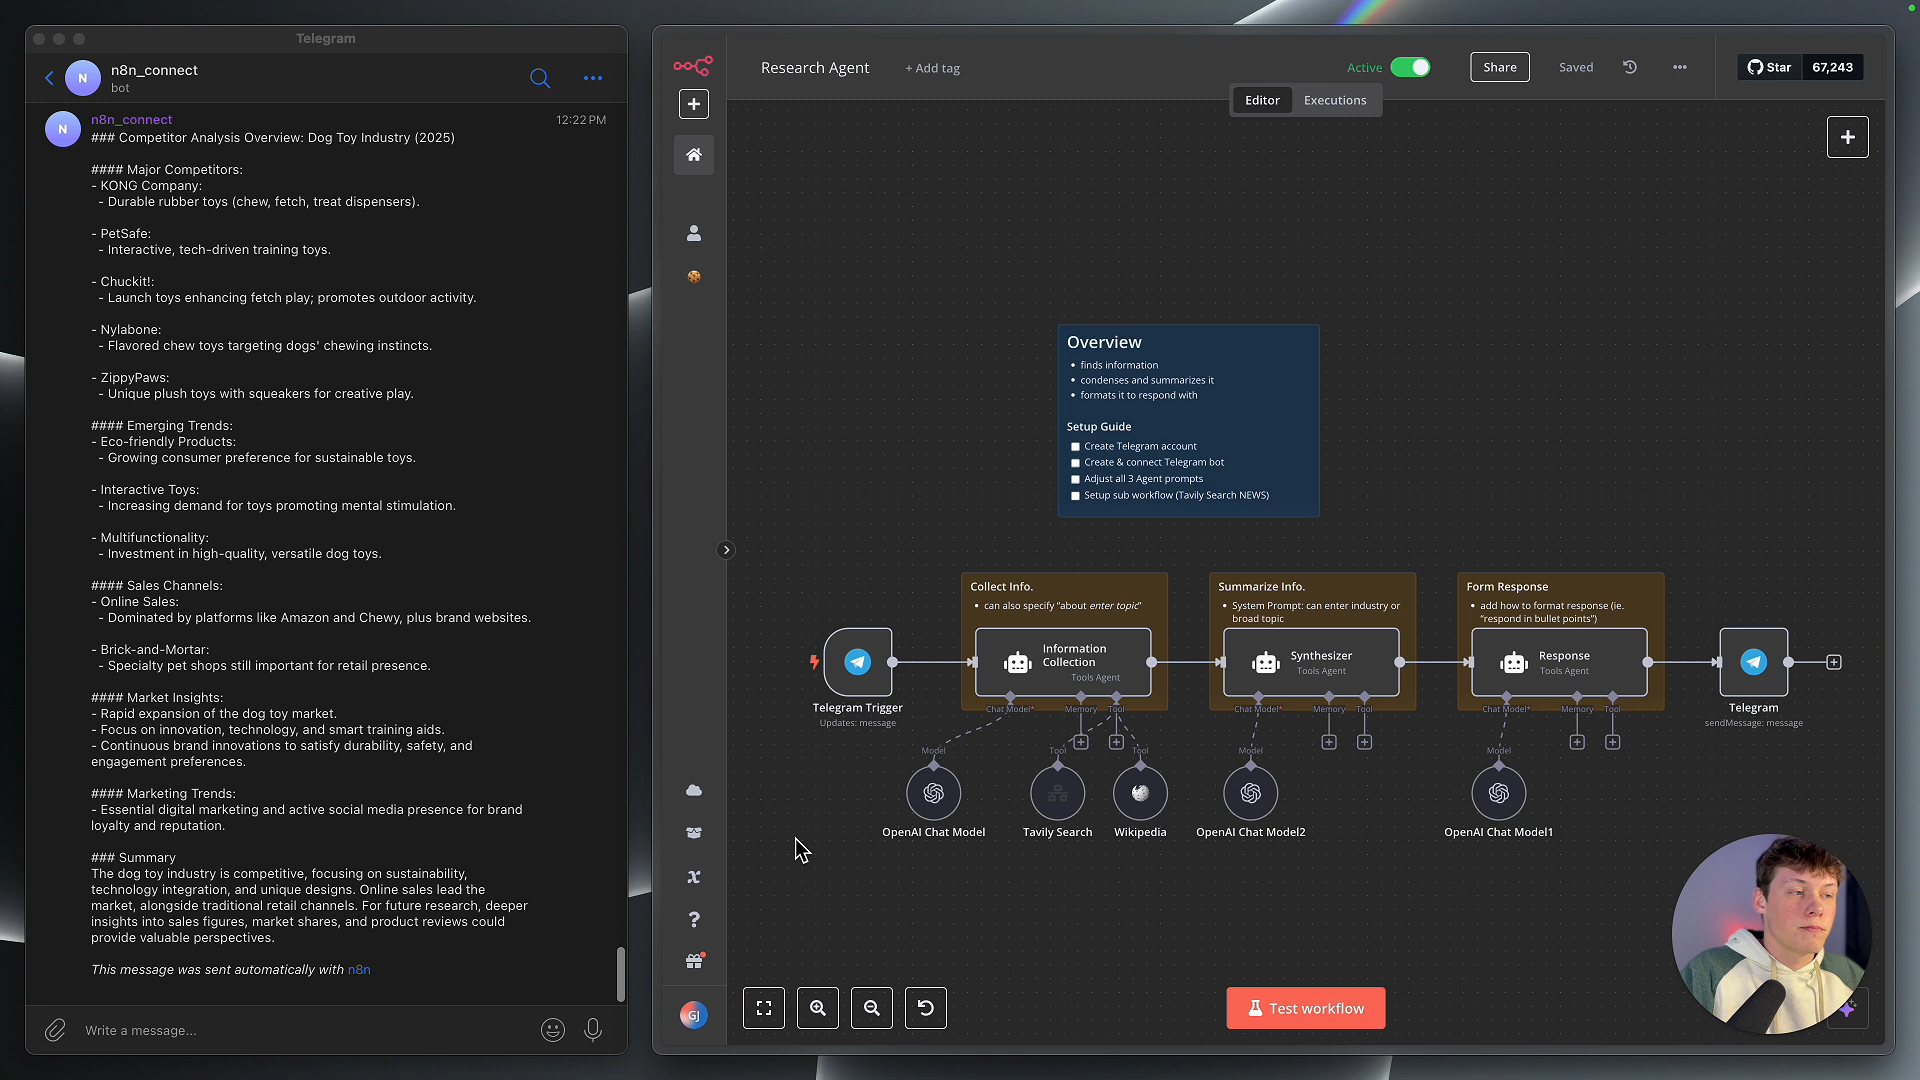 Telegram
N
n8n_connect
bot
N
n8n_connect
12:22 PM
### Competitor Analysis Overview: Dog Toy Industry (2025)
#### Major Competitors:
- KONG Company:
- Durable rubber toys (chew, fetch, treat dispensers).
- PetSafe:
- Interactive, tech-driven training toys.
- Chuckit!:
- Launch toys enhancing fetch play; promotes outdoor activity.
- Nylabone:
- Flavored chew toys targeting dogs' chewing instincts.
- ZippyPaws:
- Unique plush toys with squeakers for creative play.
#### Emerging Trends:
- Eco-friendly Products:
- Growing consumer preference for sustainable toys.
- Interactive Toys:
- Increasing demand for toys promoting mental stimulation.
- Multifunctionality:
- Investment in high-quality, versatile dog toys.
#### Sales Channels:
- Online Sales:
- Dominated by platforms like Amazon and Chewy, plus brand websites.
- Brick-and-Mortar:
- Specialty pet shops still important for retail presence.
#### Market Insights:
- Rapid expansion of the dog toy market.
- Focus on innovation, technology, and smart training aids.
- Continuous brand innovations to satisfy durability, safety, and
engagement preferences.
#### Marketing Trends:
- Essential digital marketing and active social media presence for brand
loyalty and reputation.
### Summary
The dog toy industry is competitive, focusing on sustainability,
technology integration, and unique designs. Online sales lead the
market, alongside traditional retail channels. For future research, deeper
insights into sales figures, market shares, and product reviews could
provide valuable perspectives.
This message was sent automatically with n8n
Write a message...
Research Agent
+ Add tag
Active
Share
Saved
Star
67,243
Editor
Executions
Overview
• finds information
• condenses and summarizes it
• formats it to respond with
Setup Guide
Create Telegram account
Create & connect Telegram bot
Adjust all 3 Agent prompts
Setup sub workflow (Tavily Search NEWS)
Collect Info.
• can also specify "about enter topic"
Information
Collection
Tools Agent
Summarize Info.
• System Prompt: can enter industry or
broad topic
Synthesizer
Tools Agent
Form Response
• add how to format response (ie.
"respond in bullet points")
Response
Tools Agent
Telegram Trigger
Updates: message
Telegram
sendMessage: message
Chat Model*
Memory
Tool
Chat Model*
Memory
Tool
Chat Model*
Memory
Tool
Model
Tool
Tool
Model
Model
OpenAI Chat Model
Tavily Search
Wikipedia
OpenAI Chat Model2
OpenAI Chat Model1
GJ
Test workflow